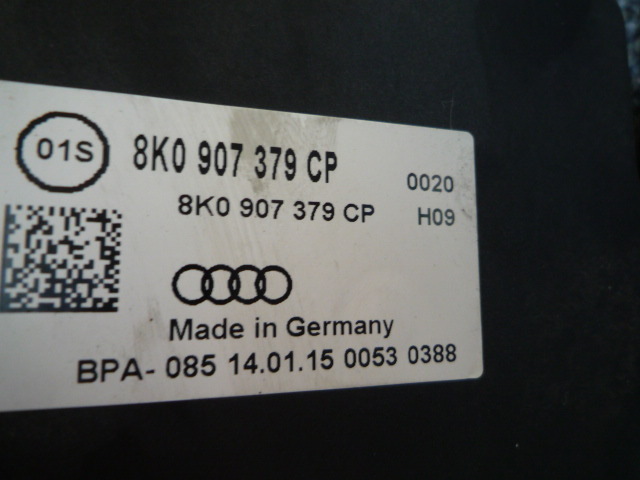 01S
8K0 907 379 CP
0020
8K0 907 379 CP
H09
Made in Germany
BPA- 085 14.01.15 0053 0388